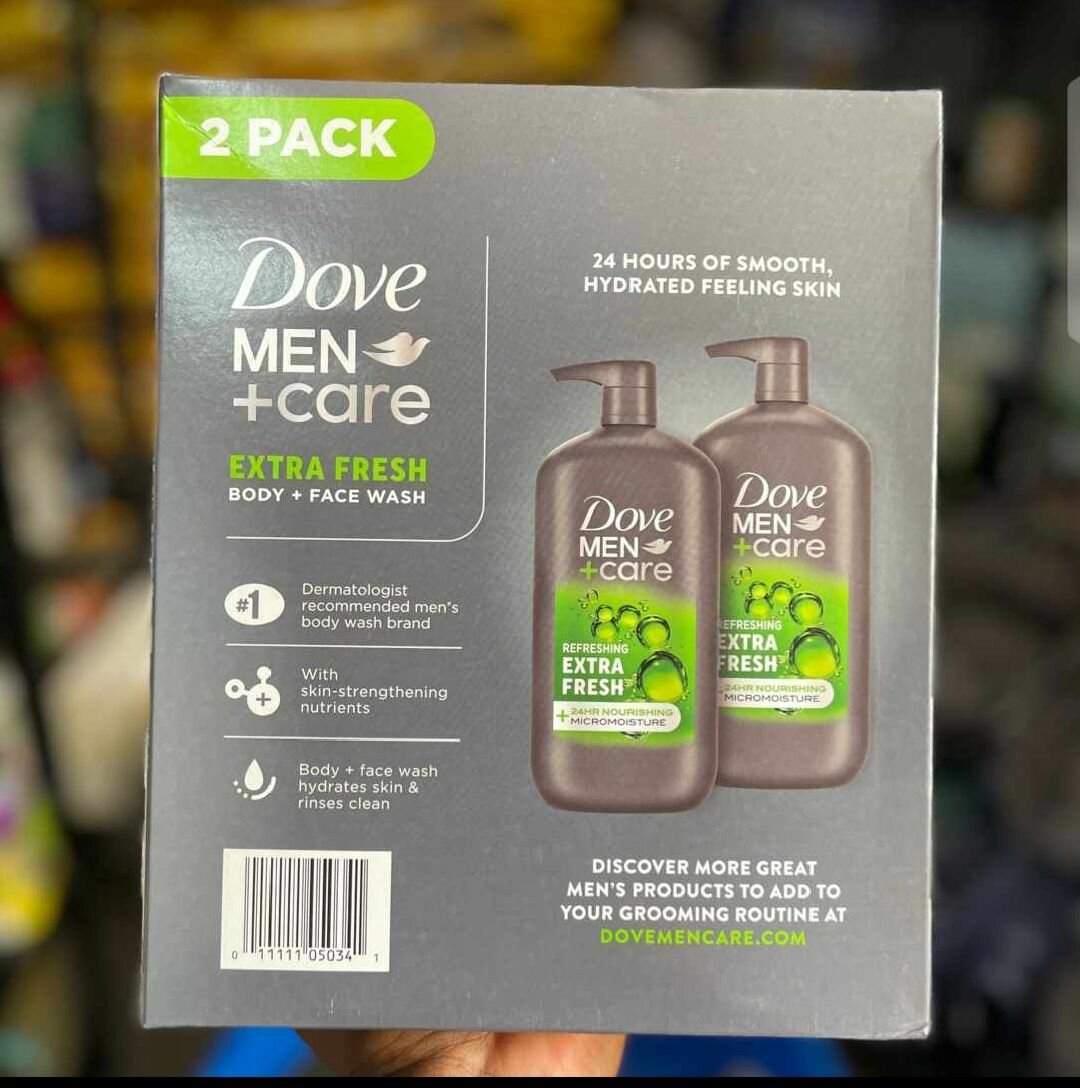 2 PACK
Dove
MEN
+care
EXTRA FRESH
BODY + FACE WASH
#1
Dermatologist
recommended men's
body wash brand
With
skin-strengthening
nutrients
Body + face wash
hydrates skin &
rinses clean
0 11111 05034 1
24 HOURS OF SMOOTH,
HYDRATED FEELING SKIN
Dove
MEN
+care
REFRESHING
EXTRA
FRESH
+24HR NOURISHING
MICROMOISTURE
Dove
MEN
+care
REFRESHING
EXTRA
FRESH
24HR NOURISHING
MICROMOISTURE
DISCOVER MORE GREAT
MEN'S PRODUCTS TO ADD TO
YOUR GROOMING ROUTINE AT
DOVEMENCARE.COM